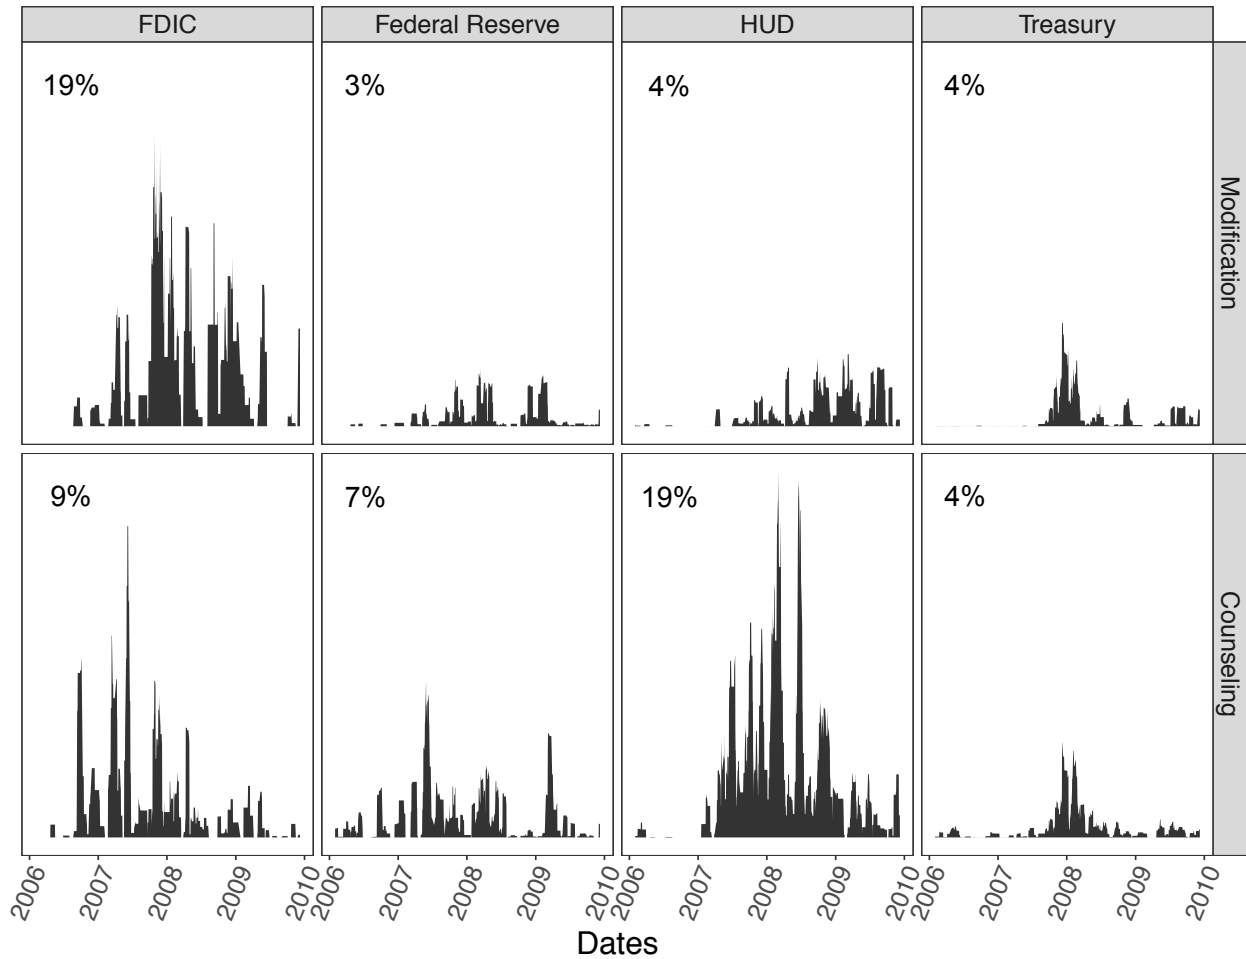 FDIC Federal Reserve HUD Treasury
19% 3% 4% 4%
Modification
9% 7% 19% 4%
Counseling
2006 2007 2008 2009 2010 2006 2007 2008 2009 2010 2006 2007 2008 2009 2010 2006 2007 2008 2009 2010
Dates